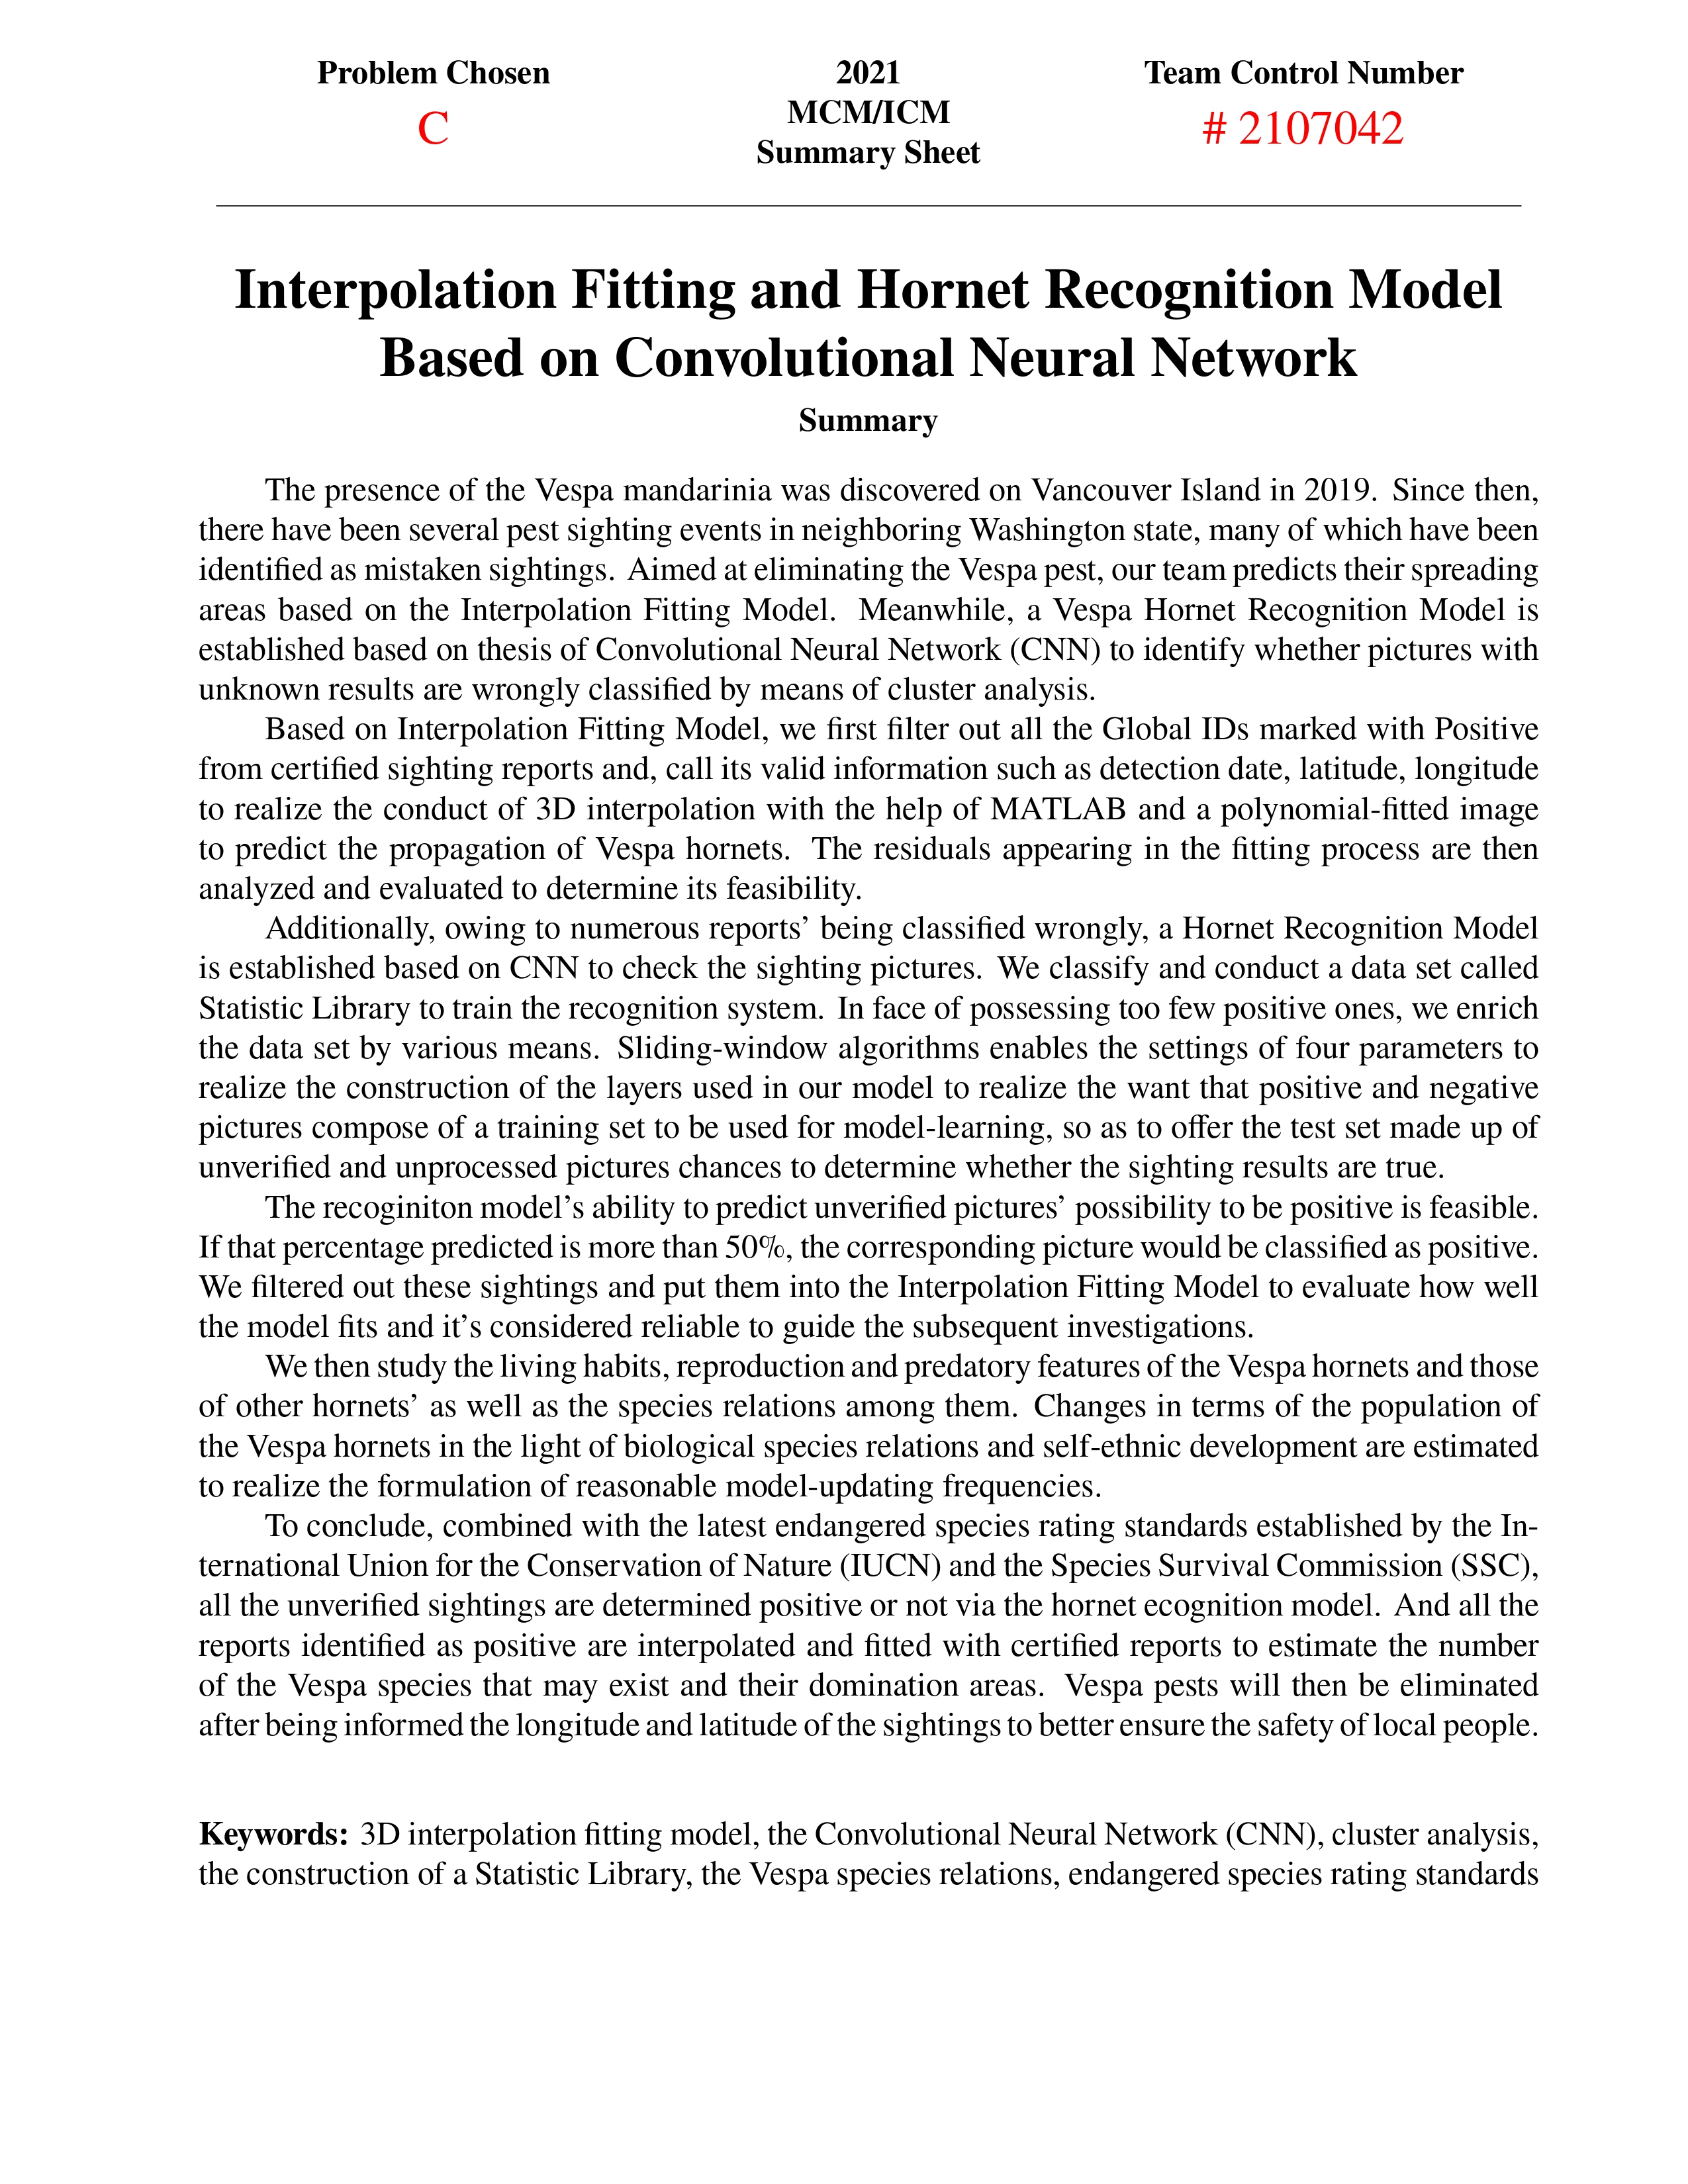 Problem Chosen
C
2021
MCM/ICM
Summary Sheet
Team Control Number
# 2107042
Interpolation Fitting and Hornet Recognition Model
Based on Convolutional Neural Network
Summary
The presence of the Vespa mandarinia was discovered on Vancouver Island in 2019. Since then,
there have been several pest sighting events in neighboring Washington state, many of which have been
identified as mistaken sightings. Aimed at eliminating the Vespa pest, our team predicts their spreading
areas based on the Interpolation Fitting Model. Meanwhile, a Vespa Hornet Recognition Model is
established based on thesis of Convolutional Neural Network (CNN) to identify whether pictures with
unknown results are wrongly classified by means of cluster analysis.
Based on Interpolation Fitting Model, we first filter out all the Global IDs marked with Positive
from certified sighting reports and, call its valid information such as detection date, latitude, longitude
to realize the conduct of 3D interpolation with the help of MATLAB and a polynomial-fitted image
to predict the propagation of Vespa hornets. The residuals appearing in the fitting process are then
analyzed and evaluated to determine its feasibility.
Additionally, owing to numerous reports' being classified wrongly, a Hornet Recognition Model
is established based on CNN to check the sighting pictures. We classify and conduct a data set called
Statistic Library to train the recognition system. In face of possessing too few positive ones, we enrich
the data set by various means. Sliding-window algorithms enables the settings of four parameters to
realize the construction of the layers used in our model to realize the want that positive and negative
pictures compose of a training set to be used for model-learning, so as to offer the test set made up of
unverified and unprocessed pictures chances to determine whether the sighting results are true.
The recoginiton model's ability to predict unverified pictures' possibility to be positive is feasible.
If that percentage predicted is more than 50%, the corresponding picture would be classified as positive.
We filtered out these sightings and put them into the Interpolation Fitting Model to evaluate how well
the model fits and it's considered reliable to guide the subsequent investigations.
We then study the living habits, reproduction and predatory features of the Vespa hornets and those
of other hornets' as well as the species relations among them. Changes in terms of the population of
the Vespa hornets in the light of biological species relations and self-ethnic development are estimated
to realize the formulation of reasonable model-updating frequencies.
To conclude, combined with the latest endangered species rating standards established by the In-
ternational Union for the Conservation of Nature (IUCN) and the Species Survival Commission (SSC),
all the unverified sightings are determined positive or not via the hornet ecognition model. And all the
reports identified as positive are interpolated and fitted with certified reports to estimate the number
of the Vespa species that may exist and their domination areas. Vespa pests will then be eliminated
after being informed the longitude and latitude of the sightings to better ensure the safety of local people.
Keywords: 3D interpolation fitting model, the Convolutional Neural Network (CNN), cluster analysis,
the construction of a Statistic Library, the Vespa species relations, endangered species rating standards